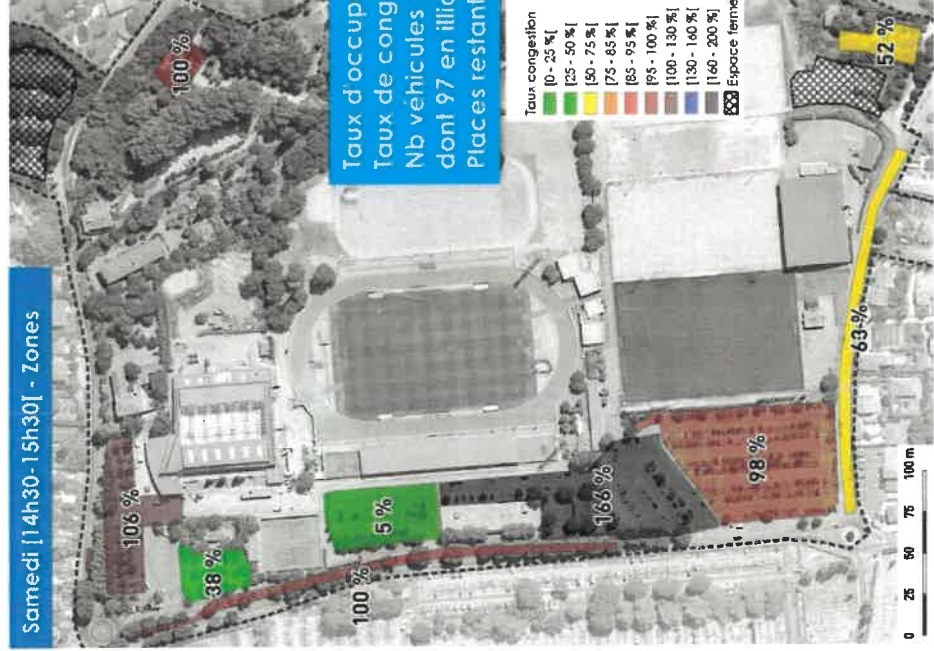 Samedi [14h30-15h30[ - Zones
Taux d'occup
Taux de cong
Nb véhicules
dont 97 en illic
Places restant
Taux congestion
[0 - 25 %[
[25 - 50 %[
[50 - 75 %[
[75 - 85 %[
[85 - 95 %[
[95 - 100 %[
[100 - 130 %[
[130 - 160 %[
[160 - 200 %]
Espace fermé
100 %
106 %
38 %
5 %
100 %
166 %
98 %
63 %
52 %
0 25 50 75 100 m